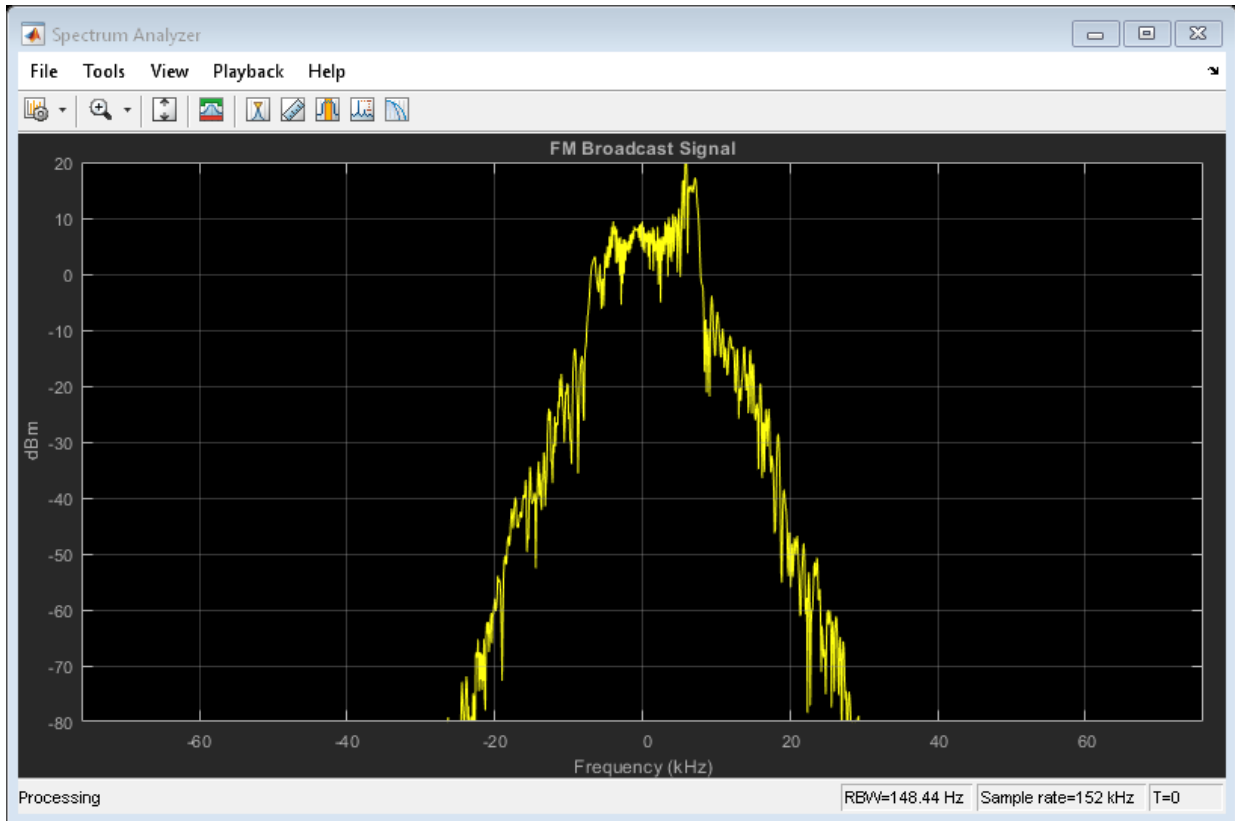 Spectrum Analyzer
File Tools View Playback Help
FM Broadcast Signal
20
10
0
-10
-20
-30
-40
-50
-60
-70
-80
dBm
-60 -40 -20 0 20 40 60
Frequency (kHz)
Processing RBW=148.44 Hz Sample rate=152 kHz T=0